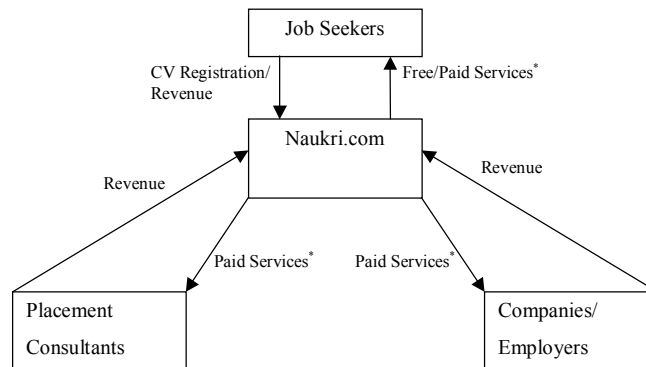 Job Seekers
CV Registration/
Revenue
Free/Paid Services*
Naukri.com
Revenue
Revenue
Paid Services*
Paid Services*
Placement
Consultants
Companies/
Employers